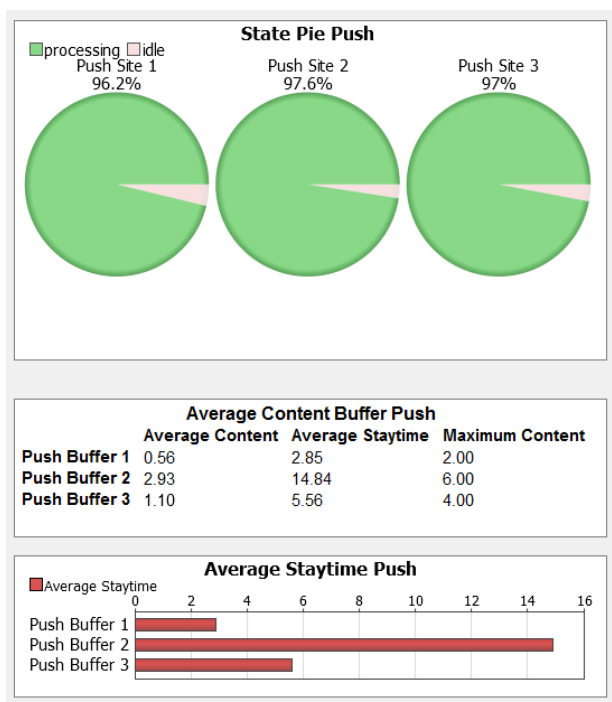 State Pie Push
processing idle
Push Site 1 Push Site 2 Push Site 3
96.2% 97.6% 97%
Average Content Buffer Push
Average Content Average Staytime Maximum Content
Push Buffer 1 0.56 2.85 2.00
Push Buffer 2 2.93 14.84 6.00
Push Buffer 3 1.10 5.56 4.00
Average Staytime Push
Average Staytime
0 2 4 6 8 10 12 14 16
Push Buffer 1
Push Buffer 2
Push Buffer 3